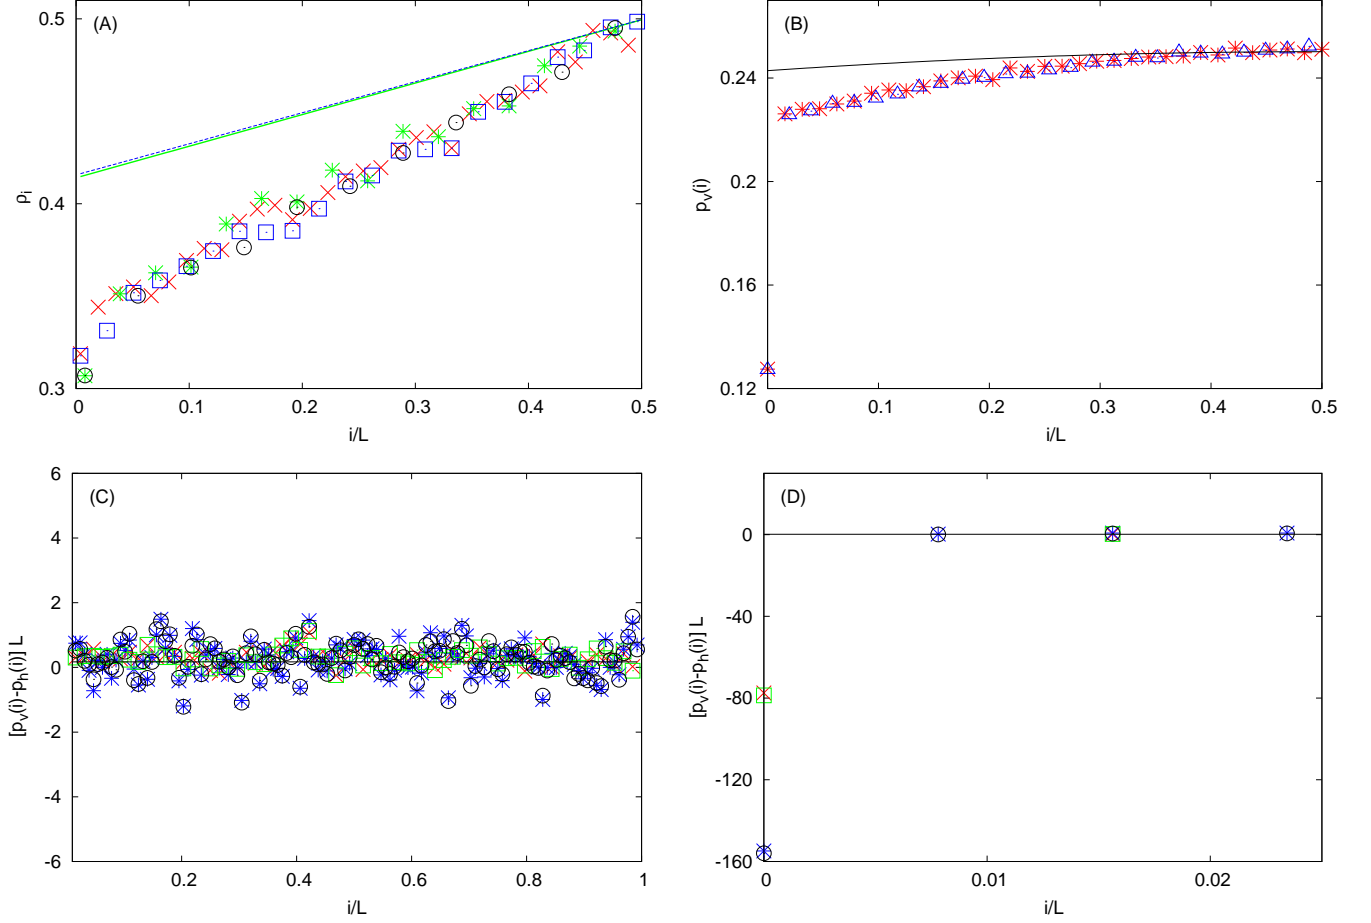 (A)
0.5
0.4
0.3
ρi
0 0.1 0.2 0.3 0.4 0.5
i/L
(B)
0.24
0.2
0.16
0.12
pv(i)
0 0.1 0.2 0.3 0.4 0.5
i/L
(C)
6
4
2
0
-2
-4
-6
[pv(i)-ph(i)] L
0.2 0.4 0.6 0.8 1
i/L
(D)
0
-40
-80
-120
-160
[pv(i)-ph(i)] L
0 0.01 0.02
i/L